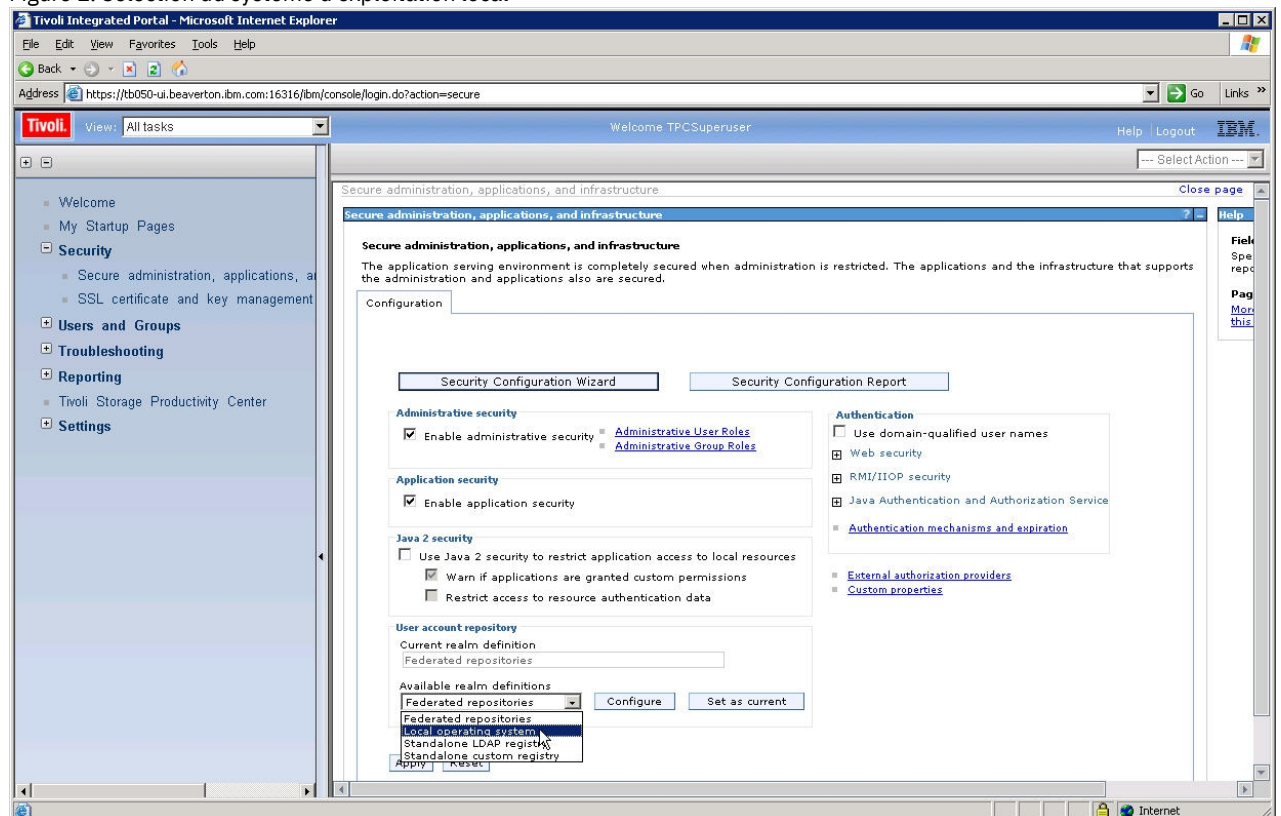 Tivoli Integrated Portal - Microsoft Internet Explorer
File Edit View Favorites Tools Help
Back
Address https://tb050-ui.beaverton.ibm.com:16316/ibm/console/login.do?action=secure Go Links »
Tivoli. View: All tasks Welcome TPCSuperuser Help Logout IBM.
--- Select Action ---
Welcome
My Startup Pages
Security
Secure administration, applications, a
SSL certificate and key management
Users and Groups
Troubleshooting
Reporting
Tivoli Storage Productivity Center
Settings
Secure administration, applications, and infrastructure Close page
Secure administration, applications, and infrastructure ? -
Secure administration, applications, and infrastructure
The application serving environment is completely secured when administration is restricted. The applications and the infrastructure that supports
the administration and applications also are secured.
Configuration
Security Configuration Wizard Security Configuration Report
Administrative security
Enable administrative security
Administrative User Roles
Administrative Group Roles
Application security
Enable application security
Java 2 security
Use Java 2 security to restrict application access to local resources
Warn if applications are granted custom permissions
Restrict access to resource authentication data
User account repository
Current realm definition
Federated repositories
Available realm definitions
Federated repositories Configure Set as current
Federated repositories
Local operating system
Standalone LDAP registry
Standalone custom registry
Apply Reset
Authentication
Use domain-qualified user names
Web security
RMI/IIOP security
Java Authentication and Authorization Service
Authentication mechanisms and expiration
External authorization providers
Custom properties
Help
Fiel
Spe
repo
Pag
Mor
this
Internet